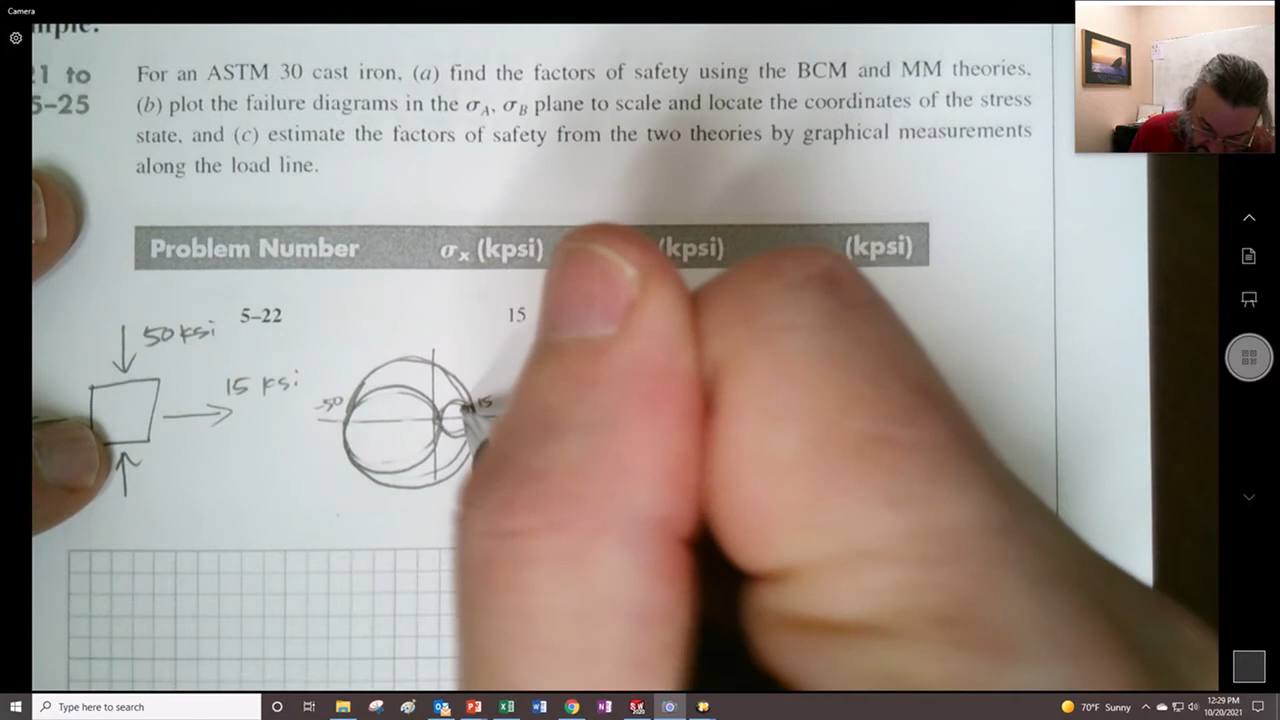 Camera
mple.
21 to
5–25
For an ASTM 30 cast iron, (a) find the factors of safety using the BCM and MM theories,
(b) plot the failure diagrams in the σA, σB plane to scale and locate the coordinates of the stress
state, and (c) estimate the factors of safety from the two theories by graphical measurements
along the load line.
Problem Number σx (kpsi) (kpsi) (kpsi)
5–22 15
50 ksi
15 ksi
-50 15
Type here to search
70°F Sunny
12:29 PM
10/20/2021